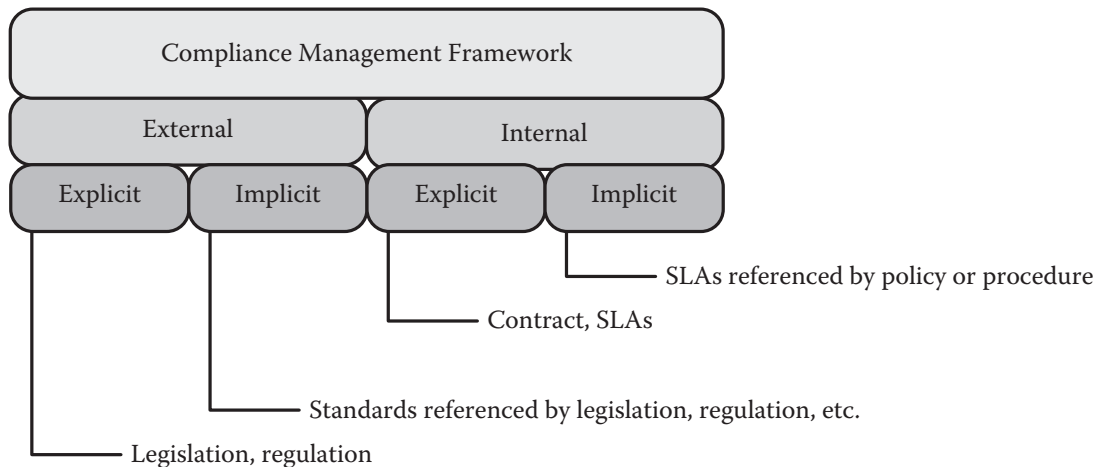 Compliance Management Framework
External
Internal
Explicit
Implicit
Explicit
Implicit
SLAs referenced by policy or procedure
Contract, SLAs
Standards referenced by legislation, regulation, etc.
Legislation, regulation